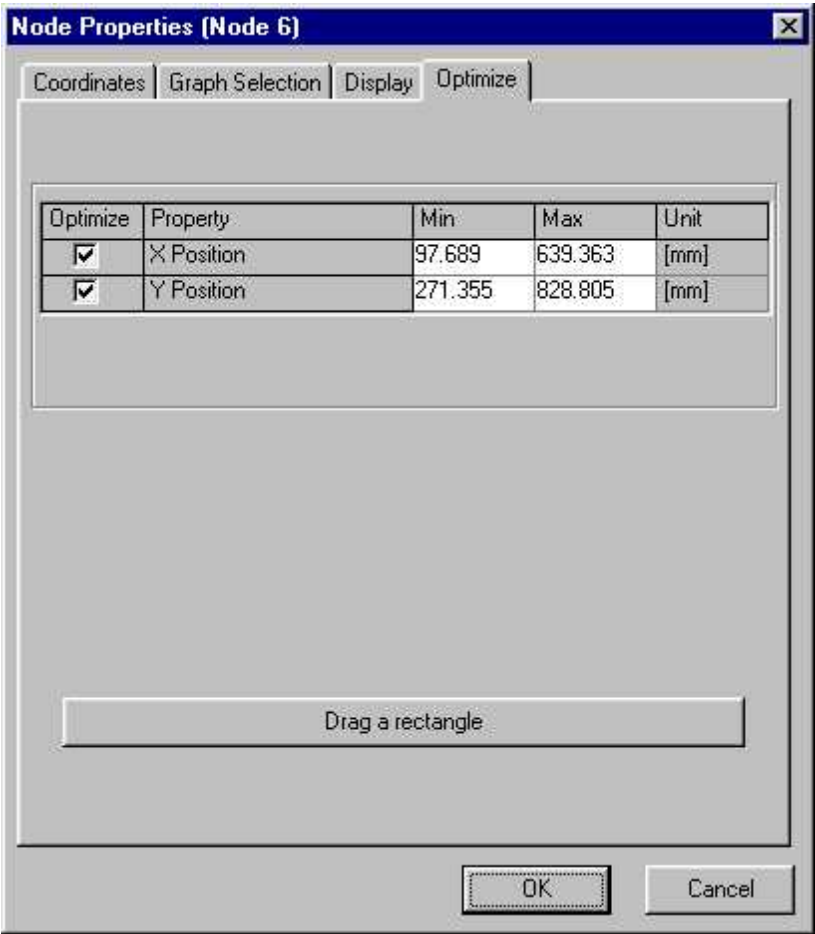 Node Properties (Node 6)
Coordinates Graph Selection Display Optimize
Optimize Property Min Max Unit
X Position 97.689 639.363 [mm]
Y Position 271.355 828.805 [mm]
Drag a rectangle
OK Cancel